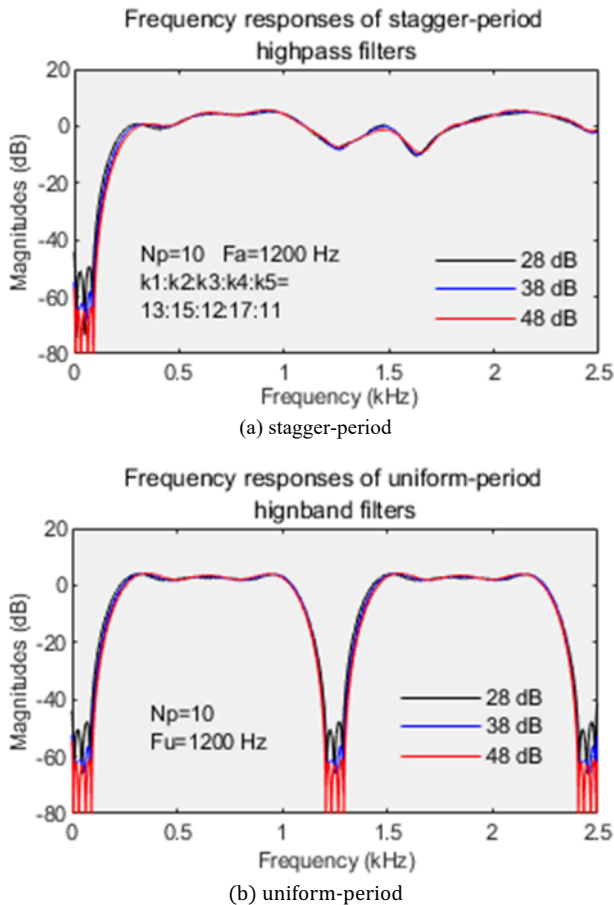 Frequency responses of stagger-period
highpass filters
20
0
-20
-40
-60
-80
Magnitudes (dB)
Np=10 Fa=1200 Hz
k1:k2:k3:k4:k5=
13:15:12:17:11
28 dB
38 dB
48 dB
0
0.5
1
1.5
2
2.5
Frequency (kHz)
(a) stagger-period
Frequency responses of uniform-period
hignband filters
20
0
-20
-40
-60
-80
Magnitudes (dB)
Np=10
Fu=1200 Hz
28 dB
38 dB
48 dB
0
0.5
1
1.5
2
2.5
Frequency (kHz)
(b) uniform-period